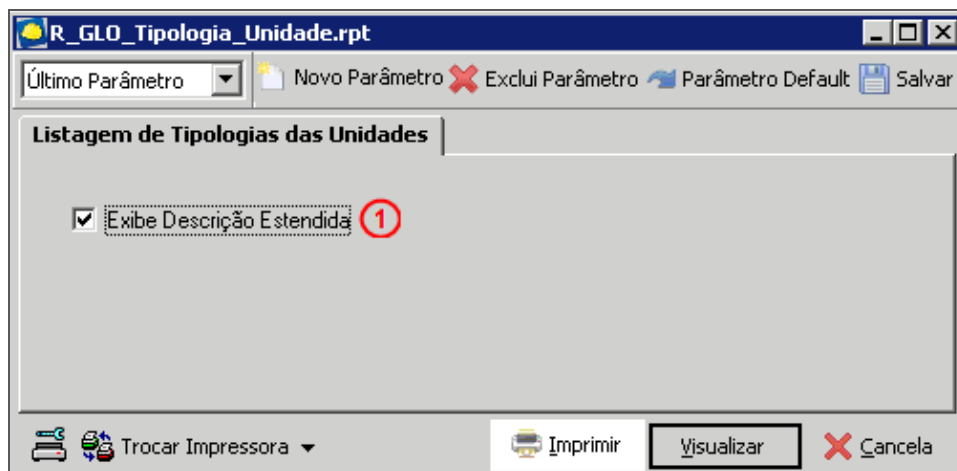 R_GLO_Tipologia_Unidade.rpt
Último Parâmetro Novo Parâmetro Exclui Parâmetro Parâmetro Default Salvar
Listagem de Tipologias das Unidades
Exibe Descrição Estendida 1
Trocar Impressora Imprimir Visualizar Cancela